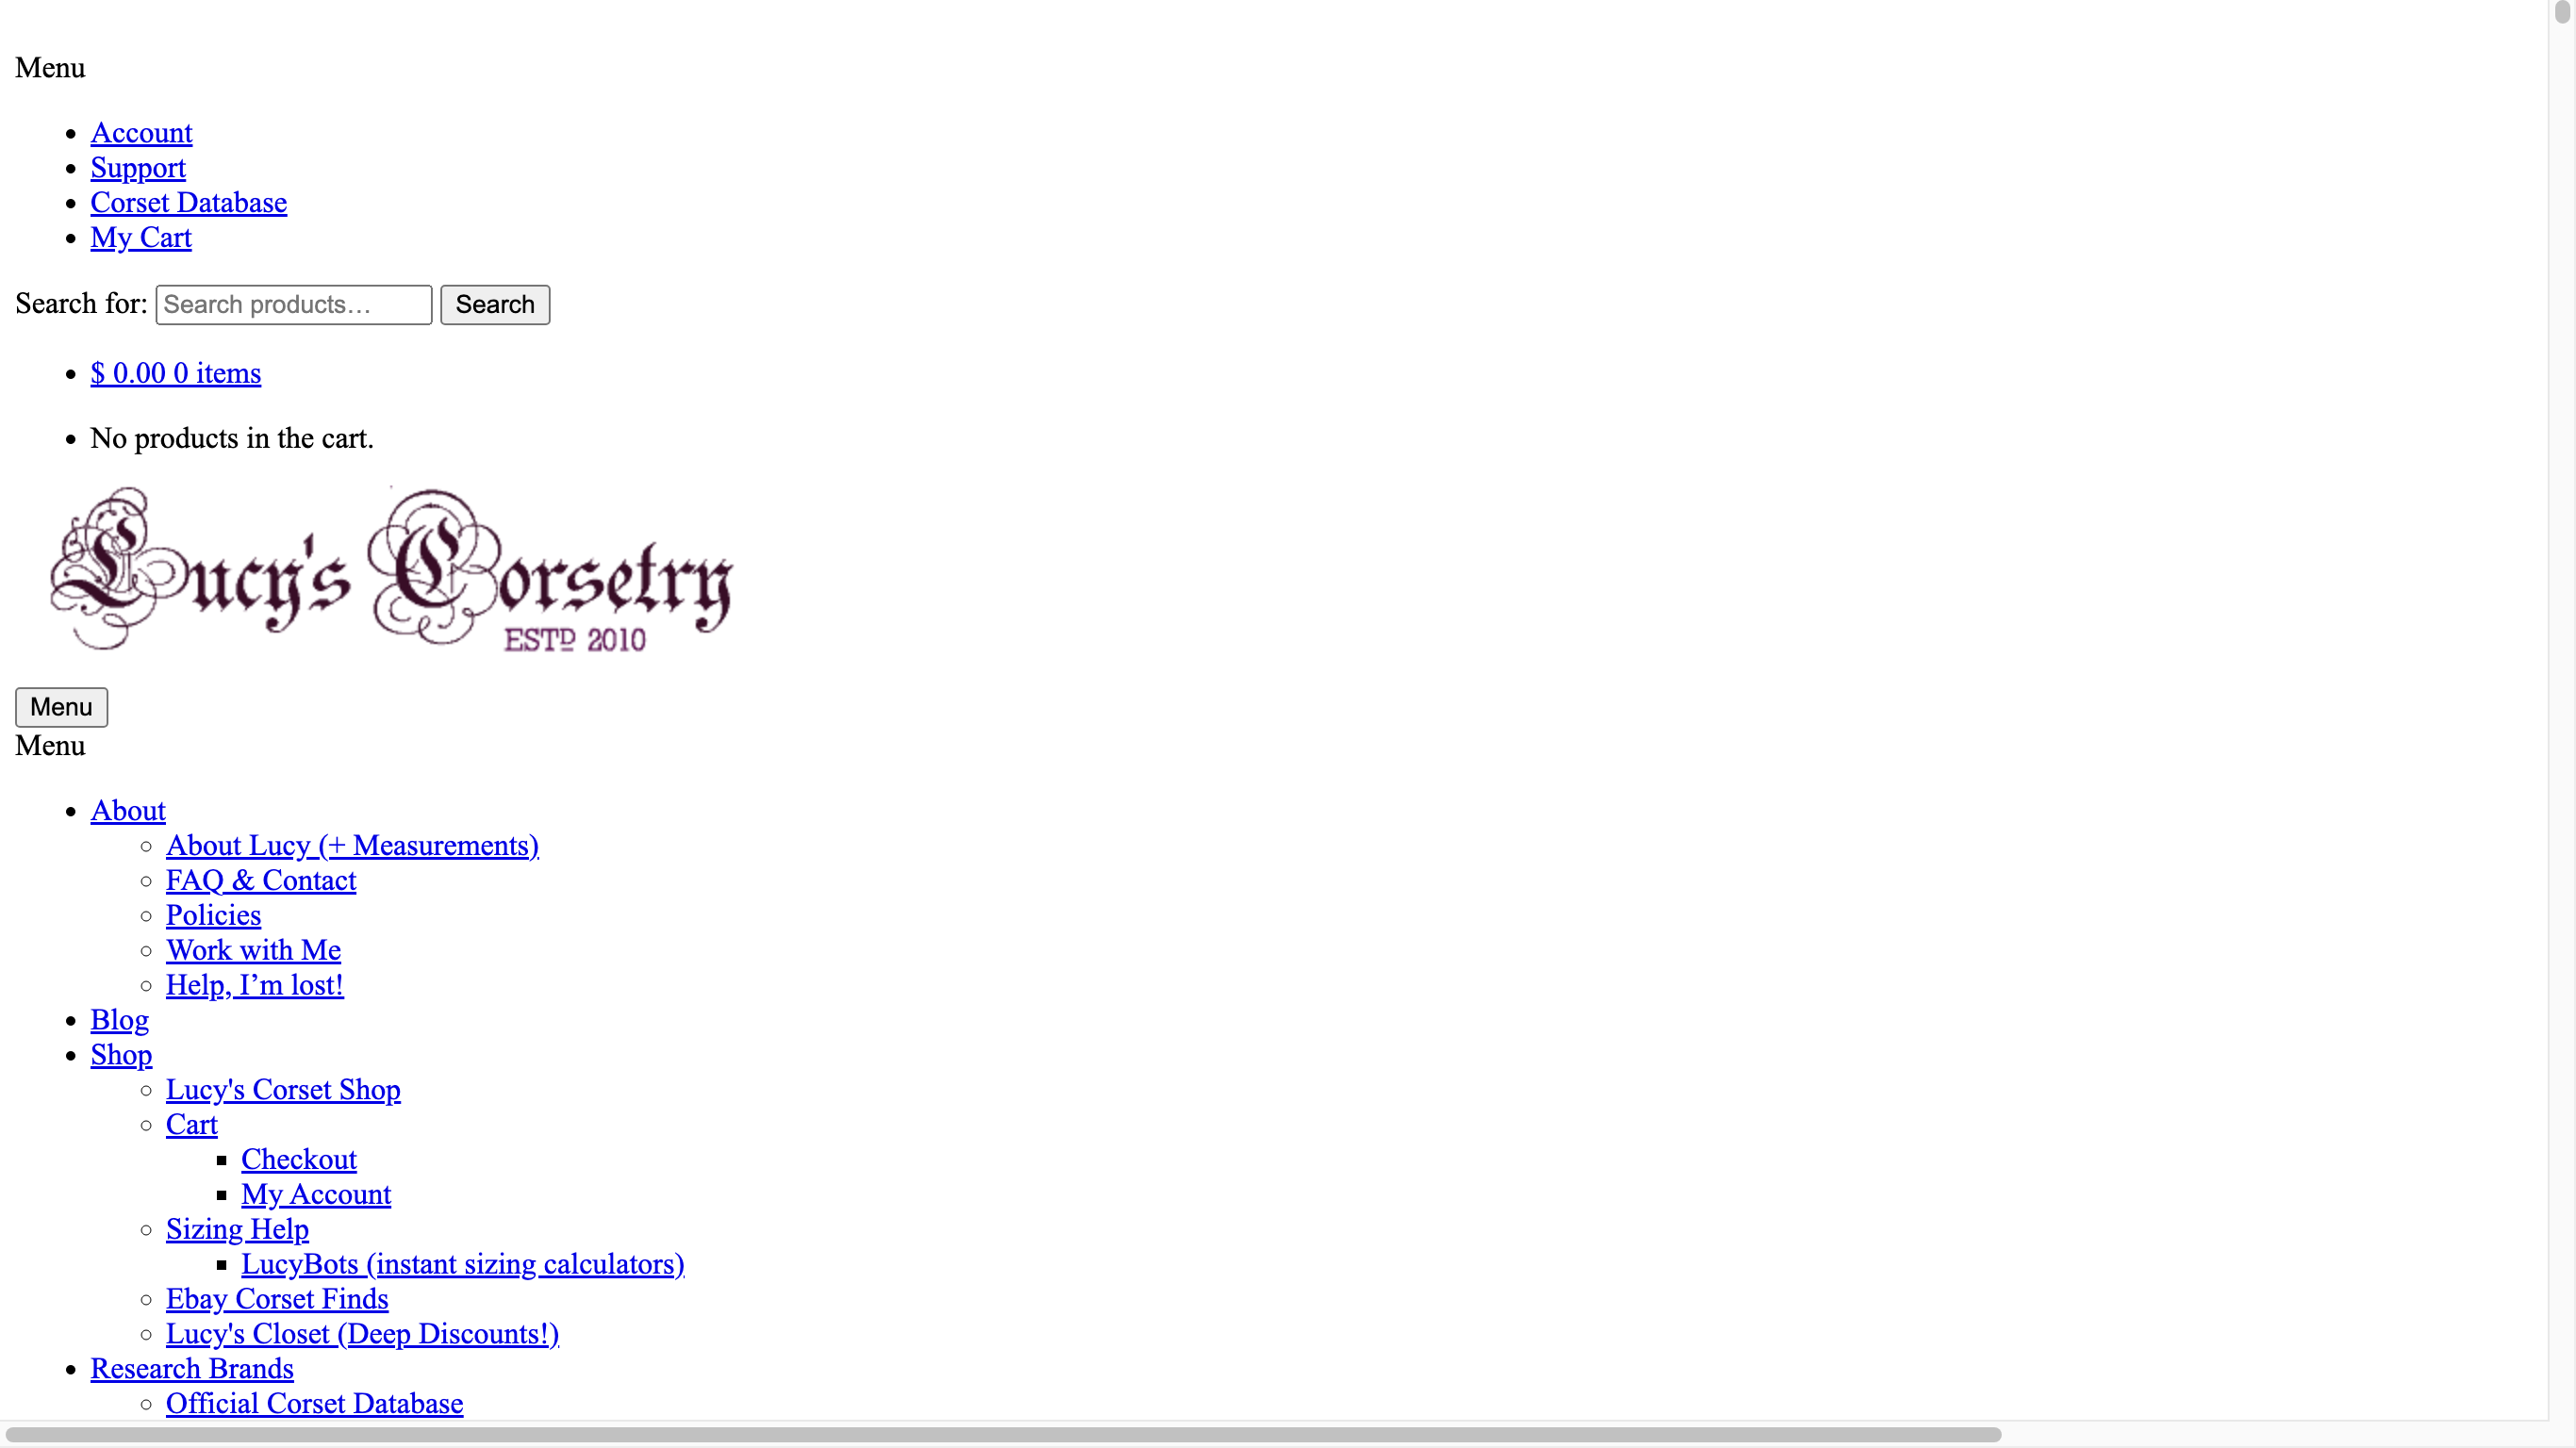 Menu
Account
Support
Corset Database
My Cart
Search for: Search products… Search
$ 0.00 0 items
No products in the cart.
Lucy's Corsetry
ESTD 2010
Menu
Menu
About
About Lucy (+ Measurements)
FAQ & Contact
Policies
Work with Me
Help, I’m lost!
Blog
Shop
Lucy's Corset Shop
Cart
Checkout
My Account
Sizing Help
LucyBots (instant sizing calculators)
Ebay Corset Finds
Lucy's Closet (Deep Discounts!)
Research Brands
Official Corset Database